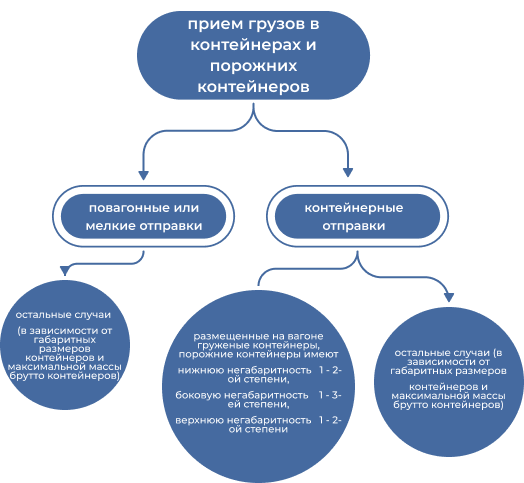 прием грузов в
контейнерах и
порожних
контейнеров
повагонные или
мелкие отправки
контейнерные
отправки
остальные случаи
(в зависимости от
габаритных
размеров
контейнеров и
максимальной массы
брутто контейнеров)
размещенные на вагоне
груженые контейнеры,
порожние контейнеры имеют
нижнюю негабаритность 1 - 2-
ой степени,
боковую негабаритность 1 - 3-
ей степени,
верхнюю негабаритность 1 - 2-
ой степени
остальные случаи (в
зависимости от
габаритных размеров
контейнеров и
максимальной массы
брутто контейнеров)